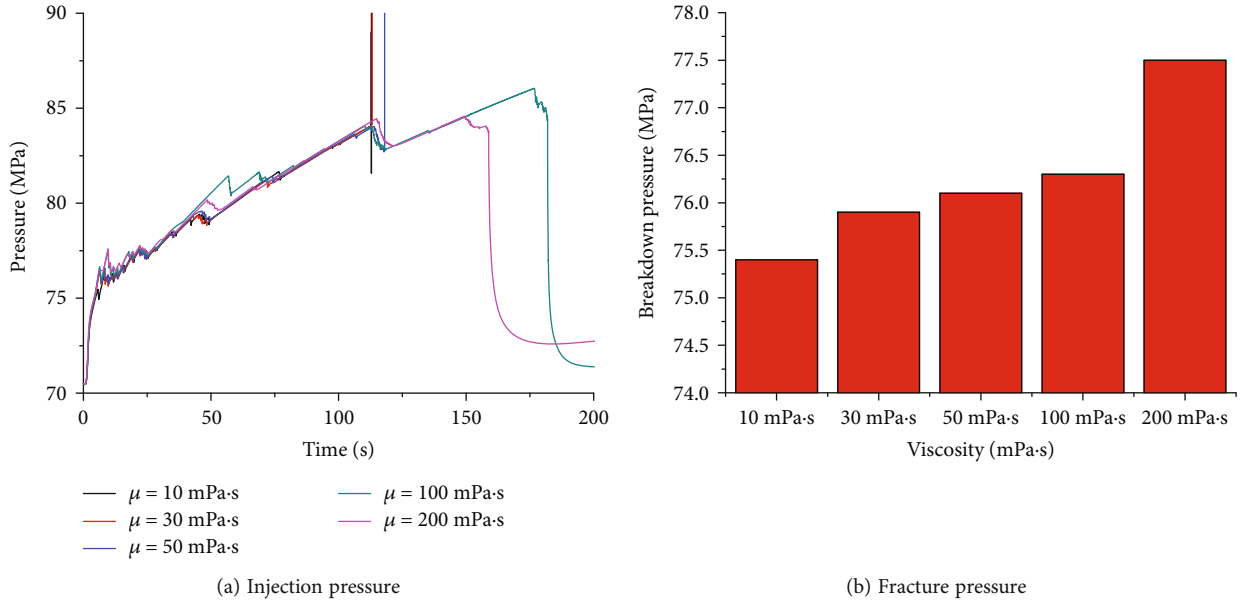 90
85
80
75
70
Pressure (MPa)
0
50
100
150
200
Time (s)
μ = 10 mPa·s
μ = 30 mPa·s
μ = 50 mPa·s
μ = 100 mPa·s
μ = 200 mPa·s
(a) Injection pressure
78.0
77.5
77.0
76.5
76.0
75.5
75.0
74.5
74.0
Breakdown pressure (MPa)
10 mPa·s
30 mPa·s
50 mPa·s
100 mPa·s
200 mPa·s
Viscosity (mPa·s)
(b) Fracture pressure